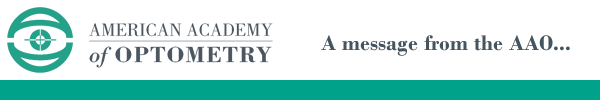 AMERICAN ACADEMY
of OPTOMETRY
A message from the AAO...